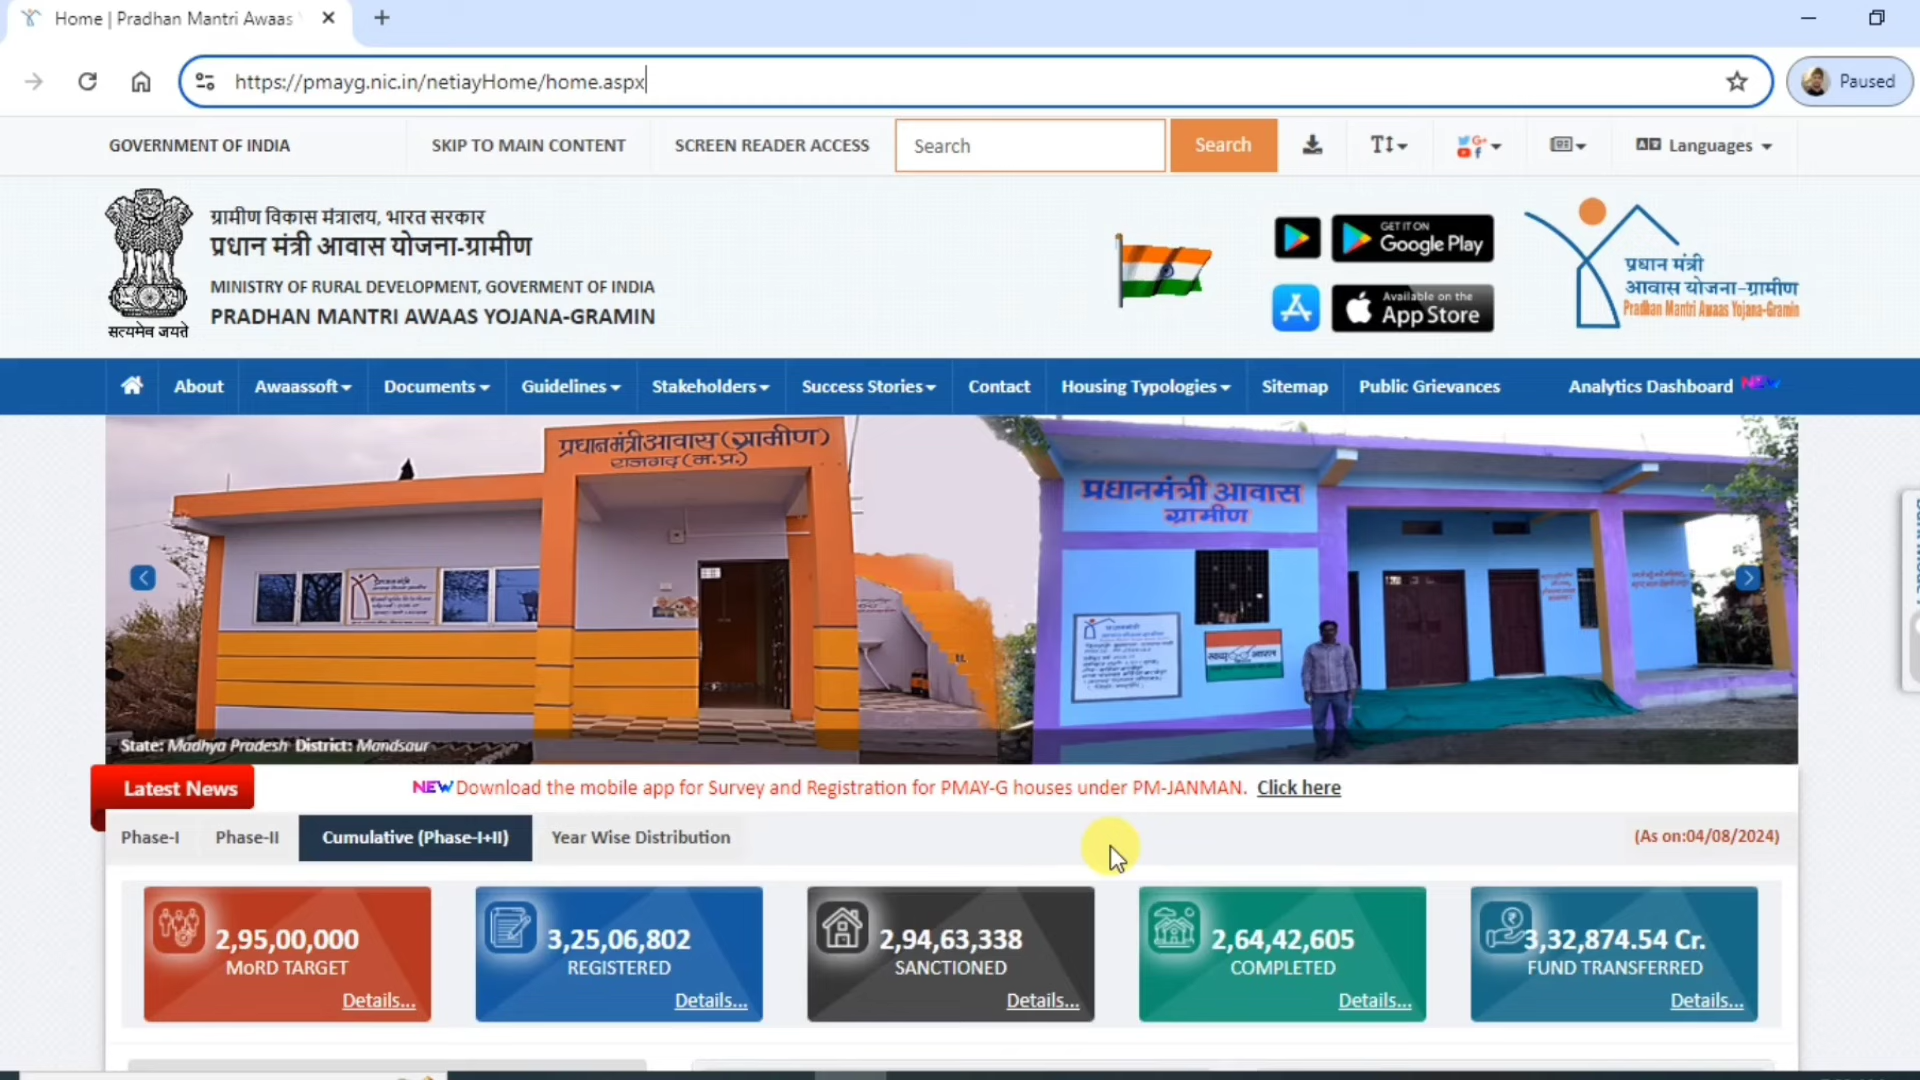 Home | Pradhan Mantri Awaas
https://pmayg.nic.in/netiayHome/home.aspx
Paused
GOVERNMENT OF INDIA
SKIP TO MAIN CONTENT
SCREEN READER ACCESS
Search
Search
Languages
ग्रामीण विकास मंत्रालय, भारत सरकार
प्रधान मंत्री आवास योजना-ग्रामीण
MINISTRY OF RURAL DEVELOPMENT, GOVERMENT OF INDIA
PRADHAN MANTRI AWAAS YOJANA-GRAMIN
सत्यमेव जयते
GET IT ON
Google Play
Available on the
App Store
प्रधान मंत्री
आवास योजना-ग्रामीण
Pradhan Mantri Awaas Yojana-Gramin
About
Awaassoft
Documents
Guidelines
Stakeholders
Success Stories
Contact
Housing Typologies
Sitemap
Public Grievances
Analytics Dashboard NEW
प्रधानमंत्री आवास (ग्रामीण)
राजगढ़ (म.प्र.)
प्रधानमंत्री आवास
ग्रामीण
State: Madhya Pradesh District: Mandsaur
Latest News
NEW Download the mobile app for Survey and Registration for PMAY-G houses under PM-JANMAN. Click here
Phase-I
Phase-II
Cumulative (Phase-I+II)
Year Wise Distribution
(As on:04/08/2024)
2,95,00,000
MoRD TARGET
Details...
3,25,06,802
REGISTERED
Details...
2,94,63,338
SANCTIONED
Details...
2,64,42,605
COMPLETED
Details...
3,32,874.54 Cr.
FUND TRANSFERRED
Details...